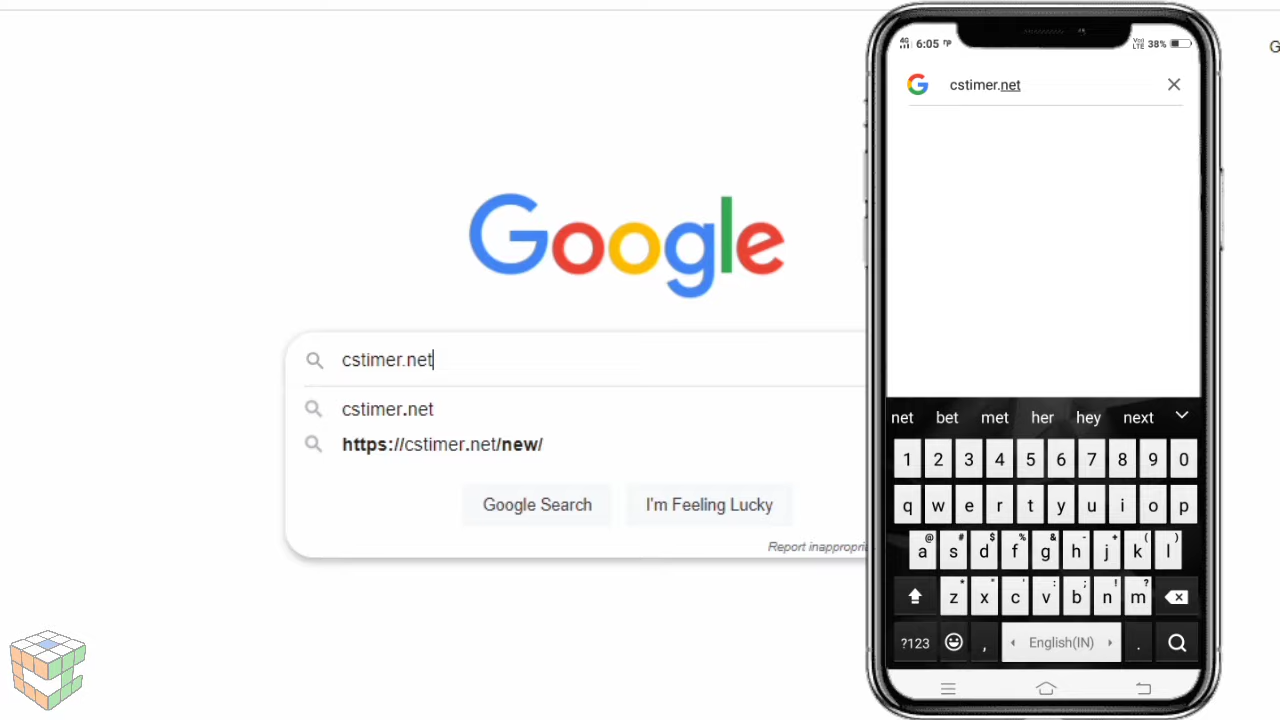 Google
cstimer.net
cstimer.net
https://cstimer.net/new/
Google Search
I'm Feeling Lucky
Report inappropri
G
4G 6:05
VoLTE 38%
cstimer.net
net bet met her hey next
1 2 3 4 5 6 7 8 9 0
q w e r t y u i o p
@ # $ % & - + ( )
a s d f g h j k l
* " ' : ; ! ?
z x c v b n m
?123 , English(IN) .